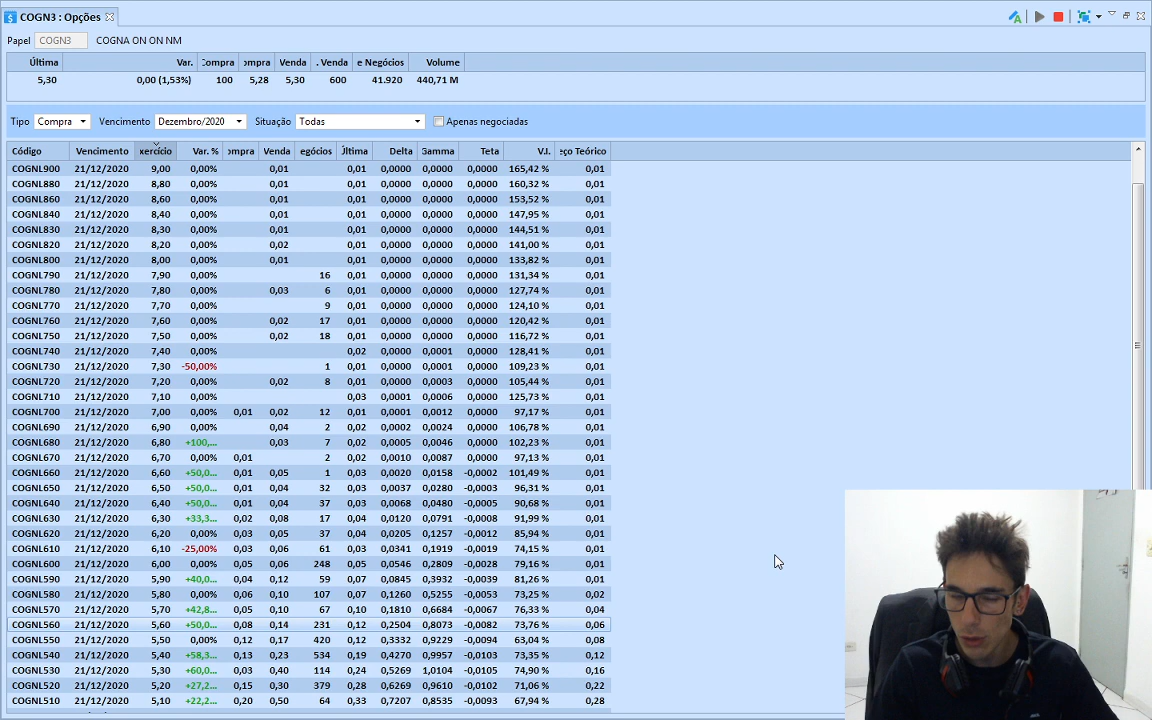 COGN3 : Opções
Papel COGN3 COGNA ON ON NM
Última Var. Compra Compra Venda . Venda e Negócios Volume
5,30 0,00 (1,53%) 100 5,28 5,30 600 41.920 440,71 M
Tipo Compra Vencimento Dezembro/2020 Situação Todas Apenas negociadas
Código Vencimento xercício Var. % ompra Venda egócios Última Delta Gamma Teta V.I. eço Teórico
COGNL900 21/12/2020 9,00 0,00% 0,01 0,01 0,0000 0,0000 0,0000 165,42 % 0,01
COGNL880 21/12/2020 8,80 0,00% 0,01 0,01 0,0000 0,0000 0,0000 160,32 % 0,01
COGNL860 21/12/2020 8,60 0,00% 0,01 0,01 0,0000 0,0000 0,0000 153,52 % 0,01
COGNL840 21/12/2020 8,40 0,00% 0,01 0,01 0,0000 0,0000 0,0000 147,95 % 0,01
COGNL830 21/12/2020 8,30 0,00% 0,01 0,01 0,0000 0,0000 0,0000 144,51 % 0,01
COGNL820 21/12/2020 8,20 0,00% 0,02 0,01 0,0000 0,0000 0,0000 141,00 % 0,01
COGNL800 21/12/2020 8,00 0,00% 0,01 0,01 0,0000 0,0000 0,0000 133,82 % 0,01
COGNL790 21/12/2020 7,90 0,00% 16 0,01 0,0000 0,0000 0,0000 131,34 % 0,01
COGNL780 21/12/2020 7,80 0,00% 0,03 6 0,01 0,0000 0,0000 0,0000 127,74 % 0,01
COGNL770 21/12/2020 7,70 0,00% 9 0,01 0,0000 0,0000 0,0000 124,10 % 0,01
COGNL760 21/12/2020 7,60 0,00% 0,02 17 0,01 0,0000 0,0000 0,0000 120,42 % 0,01
COGNL750 21/12/2020 7,50 0,00% 0,02 18 0,01 0,0000 0,0000 0,0000 116,72 % 0,01
COGNL740 21/12/2020 7,40 0,00% 0,02 0,0000 0,0001 0,0000 128,41 % 0,01
COGNL730 21/12/2020 7,30 -50,00% 1 0,01 0,0000 0,0001 0,0000 109,23 % 0,01
COGNL720 21/12/2020 7,20 0,00% 0,02 8 0,01 0,0000 0,0003 0,0000 105,44 % 0,01
COGNL710 21/12/2020 7,10 0,00% 0,03 0,0001 0,0006 0,0000 125,73 % 0,01
COGNL700 21/12/2020 7,00 0,00% 0,01 0,02 12 0,01 0,0001 0,0012 0,0000 97,17 % 0,01
COGNL690 21/12/2020 6,90 0,00% 0,04 2 0,02 0,0002 0,0024 0,0000 106,78 % 0,01
COGNL680 21/12/2020 6,80 +100,... 0,03 7 0,02 0,0005 0,0046 0,0000 102,23 % 0,01
COGNL670 21/12/2020 6,70 0,00% 0,01 2 0,02 0,0010 0,0087 0,0000 97,13 % 0,01
COGNL660 21/12/2020 6,60 +50,0... 0,01 0,05 1 0,03 0,0020 0,0158 -0,0002 101,49 % 0,01
COGNL650 21/12/2020 6,50 +50,0... 0,01 0,04 32 0,03 0,0037 0,0280 -0,0003 96,31 % 0,01
COGNL640 21/12/2020 6,40 +50,0... 0,01 0,04 37 0,03 0,0068 0,0480 -0,0005 90,68 % 0,01
COGNL630 21/12/2020 6,30 +33,3... 0,02 0,08 17 0,04 0,0120 0,0791 -0,0008 91,99 % 0,01
COGNL620 21/12/2020 6,20 0,00% 0,03 0,05 37 0,04 0,0205 0,1257 -0,0012 85,94 % 0,01
COGNL610 21/12/2020 6,10 -25,00% 0,03 0,06 61 0,03 0,0341 0,1919 -0,0019 74,15 % 0,01
COGNL600 21/12/2020 6,00 0,00% 0,05 0,06 248 0,05 0,0546 0,2809 -0,0028 79,16 % 0,01
COGNL590 21/12/2020 5,90 +40,0... 0,04 0,12 59 0,07 0,0845 0,3932 -0,0039 81,26 % 0,01
COGNL580 21/12/2020 5,80 0,00% 0,06 0,10 107 0,07 0,1260 0,5255 -0,0053 73,25 % 0,02
COGNL570 21/12/2020 5,70 +42,8... 0,05 0,10 67 0,10 0,1810 0,6684 -0,0067 76,33 % 0,04
COGNL560 21/12/2020 5,60 +50,0... 0,08 0,14 231 0,12 0,2504 0,8073 -0,0082 73,76 % 0,06
COGNL550 21/12/2020 5,50 0,00% 0,12 0,17 420 0,12 0,3332 0,9229 -0,0094 63,04 % 0,08
COGNL540 21/12/2020 5,40 +58,3... 0,13 0,23 534 0,19 0,4270 0,9957 -0,0103 73,35 % 0,12
COGNL530 21/12/2020 5,30 +60,0... 0,03 0,40 114 0,24 0,5269 1,0104 -0,0105 74,90 % 0,16
COGNL520 21/12/2020 5,20 +27,2... 0,15 0,30 379 0,28 0,6269 0,9610 -0,0102 71,06 % 0,22
COGNL510 21/12/2020 5,10 +22,2... 0,20 0,50 64 0,33 0,7207 0,8535 -0,0093 67,94 % 0,28